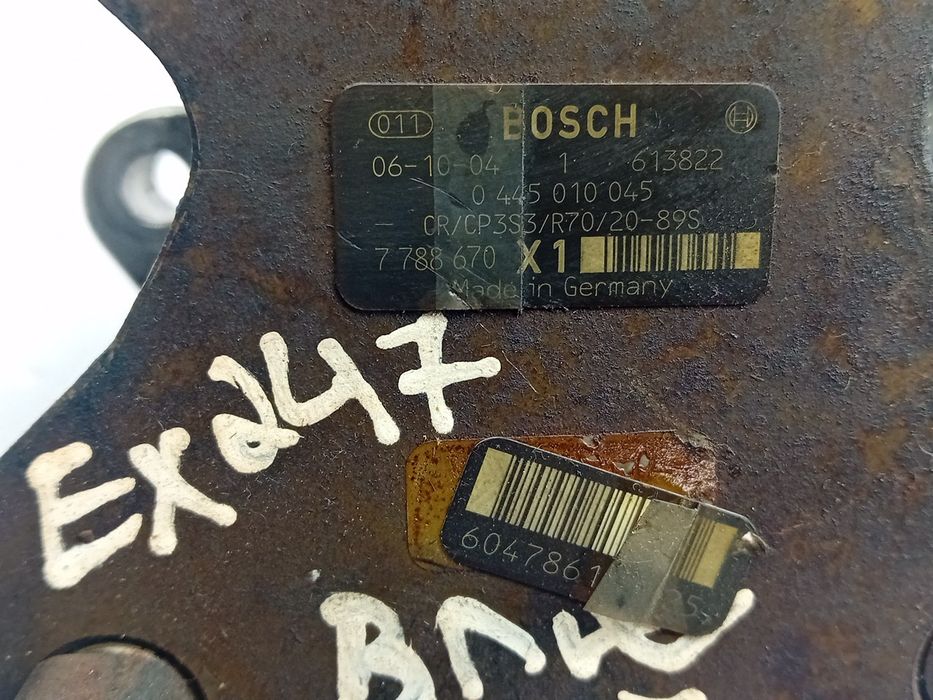 011 BOSCH
06-10-04 1 613822
0 445 010 045
- CR/CP3S3/R70/20-89S
7 788 670 X1
Made in Germany
Ex247
6047861